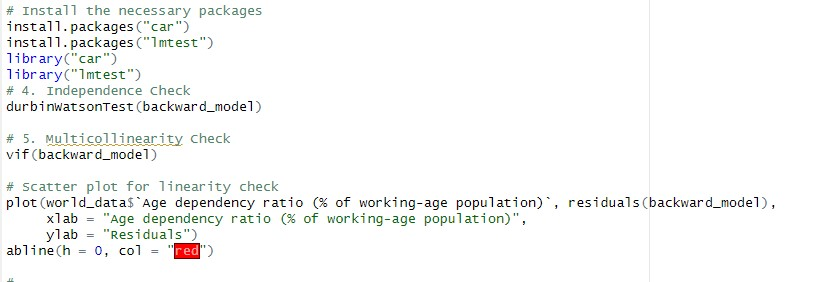 # Install the necessary packages
install.packages("car")
install.packages("lmtest")
library("car")
library("lmtest")
# 4. Independence Check
durbinWatsonTest(backward_model)
# 5. Multicollinearity Check
vif(backward_model)
# Scatter plot for linearity check
plot(world_data$`Age dependency ratio (% of working-age population)`, residuals(backward_model),
xlab = "Age dependency ratio (% of working-age population)",
ylab = "Residuals")
abline(h = 0, col = "red")
#